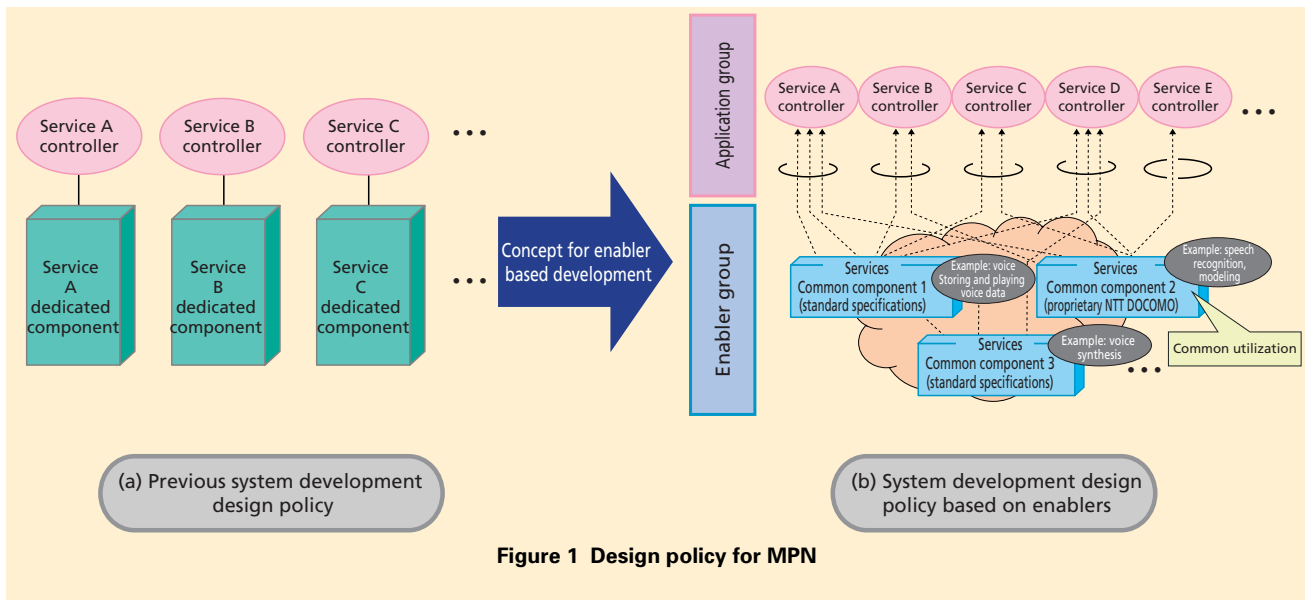 Service A
controller
Service B
controller
Service C
controller
...
Service
A
dedicated
component
Service
B
dedicated
component
Service
C
dedicated
component
...
(a) Previous system development
design policy
Concept for enabler
based development
Application group
Enabler group
Service A
controller
Service B
controller
Service C
controller
Service D
controller
Service E
controller
...
Services
Common component 1
(standard specifications)
Example: voice
Storing and playing
voice data
Services
Common component 2
(proprietary NTT DOCOMO)
Example: speech
recognition,
modeling
Common utilization
Services
Common component 3
(standard specifications)
Example: voice
synthesis
...
(b) System development design
policy based on enablers
Figure 1 Design policy for MPN